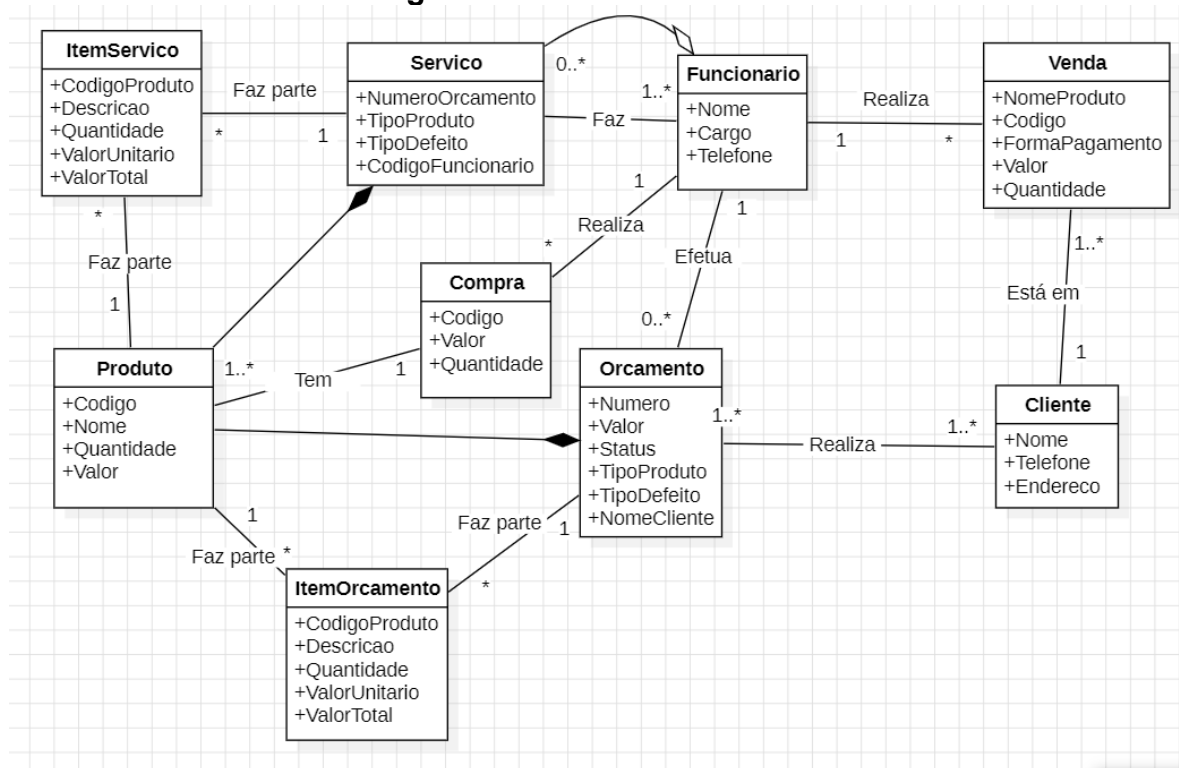 ItemServico
+CodigoProduto
+Descricao
+Quantidade
+ValorUnitario
+ValorTotal
Faz parte
*
1
Servico
+NumeroOrcamento
+TipoProduto
+TipoDefeito
+CodigoFuncionario
0..*
1..*
Faz
Funcionario
+Nome
+Cargo
+Telefone
Realiza
1
*
Venda
+NomeProduto
+Codigo
+FormaPagamento
+Valor
+Quantidade
*
Faz parte
1
1
Realiza
*
1
Efetua
0..*
1..*
Está em
1
Compra
+Codigo
+Valor
+Quantidade
Produto
+Codigo
+Nome
+Quantidade
+Valor
1..*
Tem
1
Orcamento
+Numero
+Valor
+Status
+TipoProduto
+TipoDefeito
+NomeCliente
1..*
Realiza
1..*
Cliente
+Nome
+Telefone
+Endereco
1
Faz parte
*
Faz parte
1
*
ItemOrcamento
+CodigoProduto
+Descricao
+Quantidade
+ValorUnitario
+ValorTotal